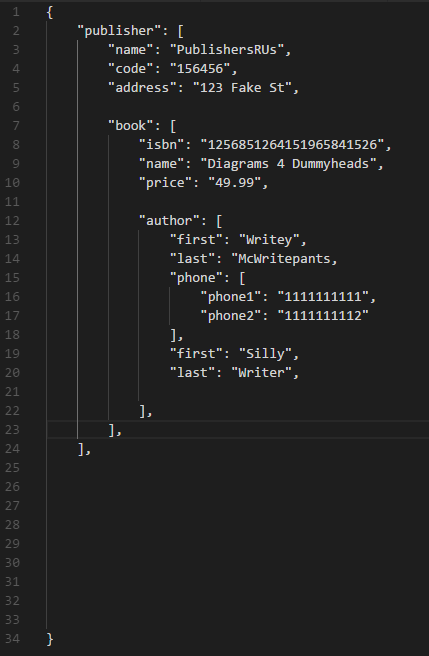 1 {
2     "publisher": [
3         "name": "PublishersRUs",
4         "code": "156456",
5         "address": "123 Fake St",
6
7         "book": [
8             "isbn": "1256851264151965841526",
9             "name": "Diagrams 4 Dummyheads",
10             "price": "49.99",
11
12             "author": [
13                 "first": "Writey",
14                 "last": "McWritepants,
15                 "phone": [
16                     "phone1": "1111111111",
17                     "phone2": "1111111112"
18                 ],
19                 "first": "Silly",
20                 "last": "Writer",
21
22             ],
23         ],
24     ],
25
26
27
28
29
30
31
32
33
34 }